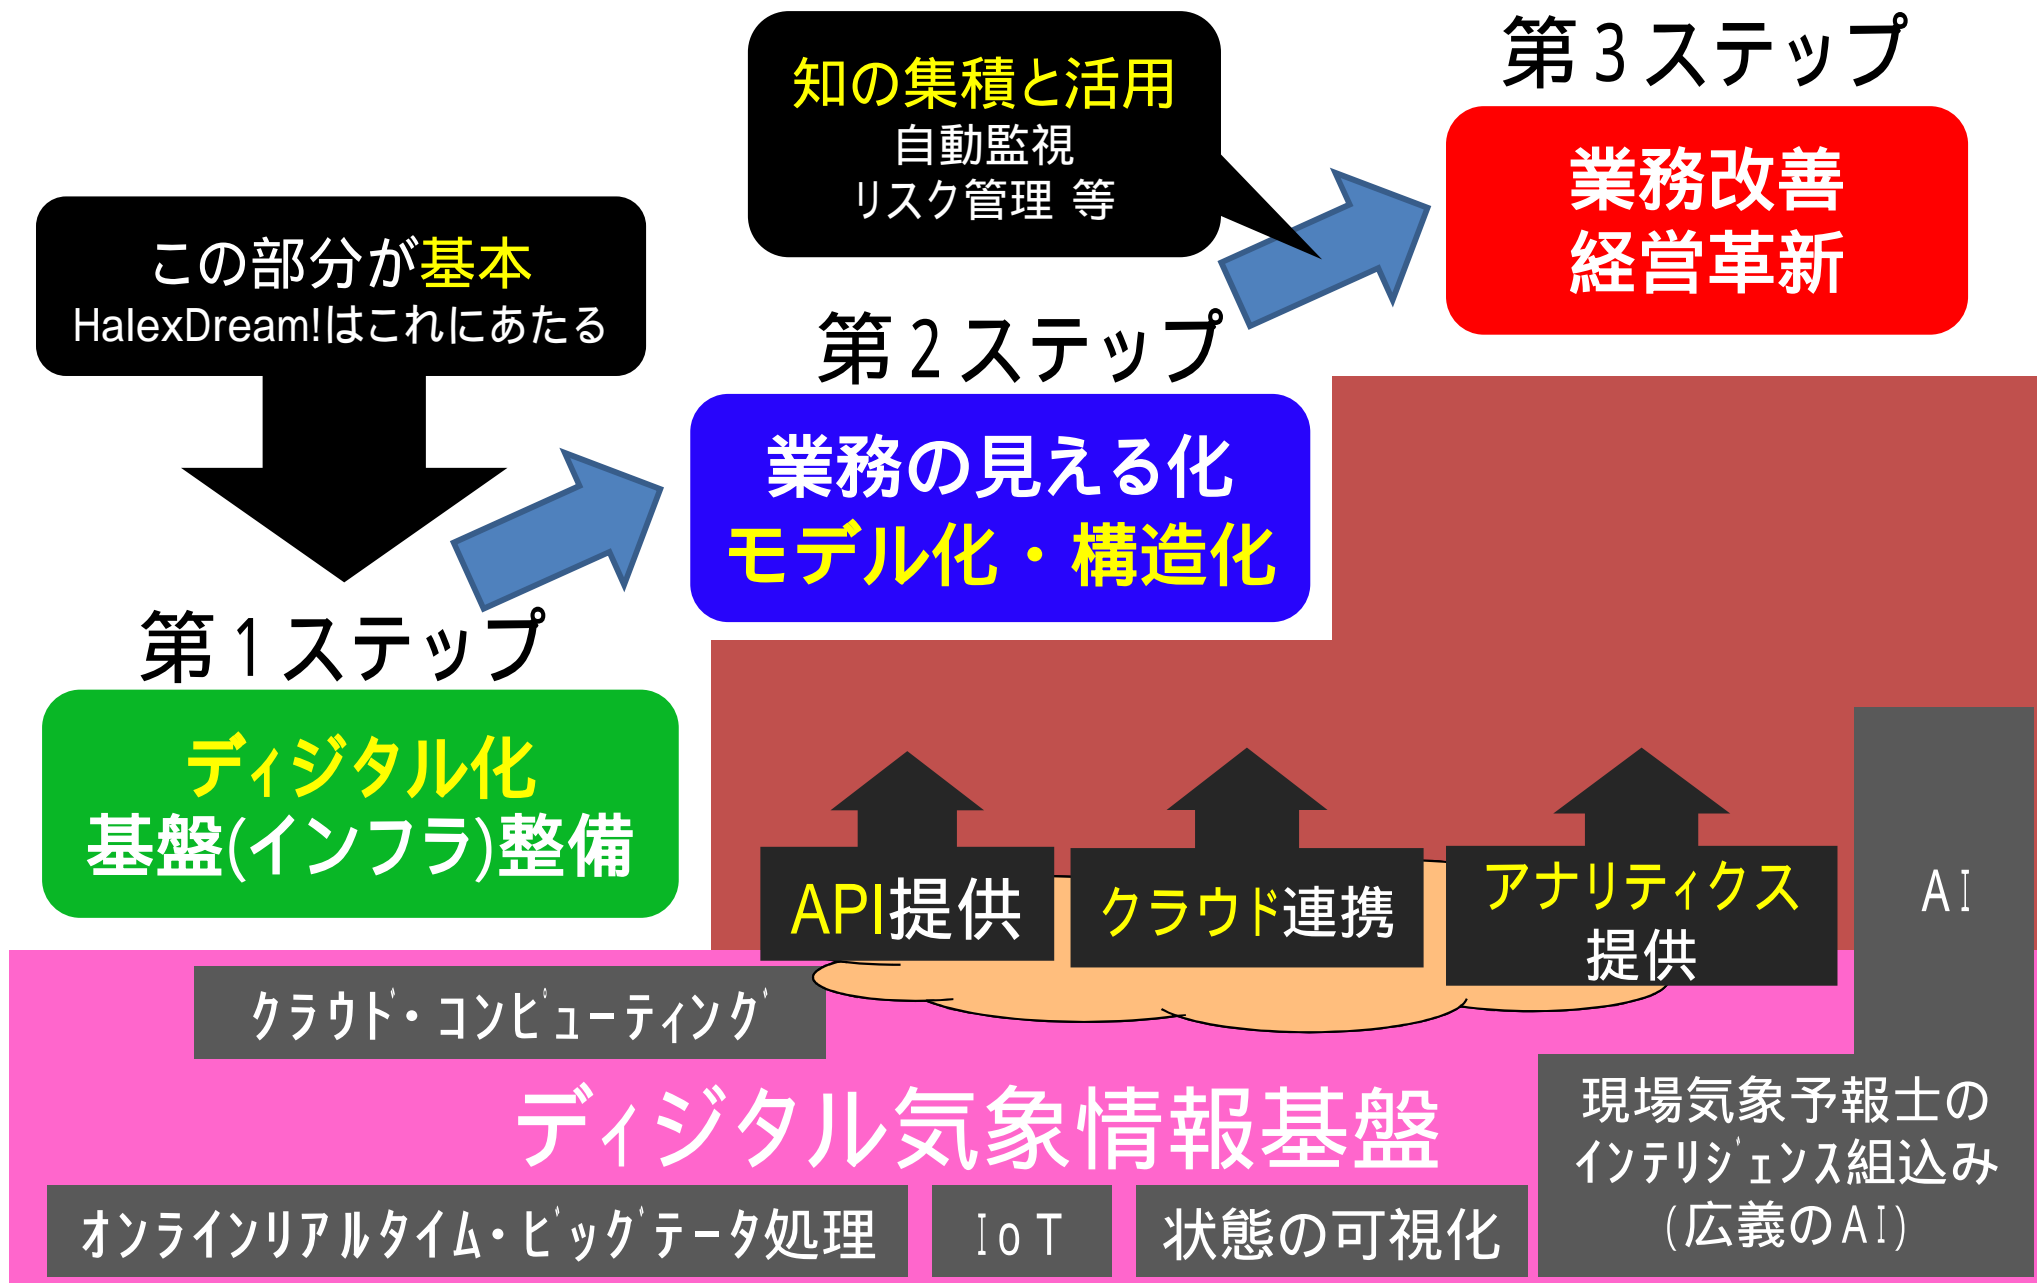 第３ステップ
知の集積と活用
自動監視
リスク管理 等
業務改善
経営革新
この部分が基本
HalexDream!はこれにあたる
第２ステップ
業務の見える化
モデル化・構造化
第１ステップ
ディジタル化
基盤(インフラ)整備
API提供
クラウド連携
アナリティクス
提供
ＡＩ
ｸﾗｳﾄﾞ・ｺﾝﾋﾟｭｰﾃｨﾝｸﾞ
ディジタル気象情報基盤
現場気象予報士の
ｲﾝﾃﾘｼﾞｪﾝｽ組込み
（広義のＡＩ）
ｵﾝﾗｲﾝﾘｱﾙﾀｲﾑ・ﾋﾞｯｸﾞﾃﾞｰﾀ処理
ＩｏＴ
状態の可視化